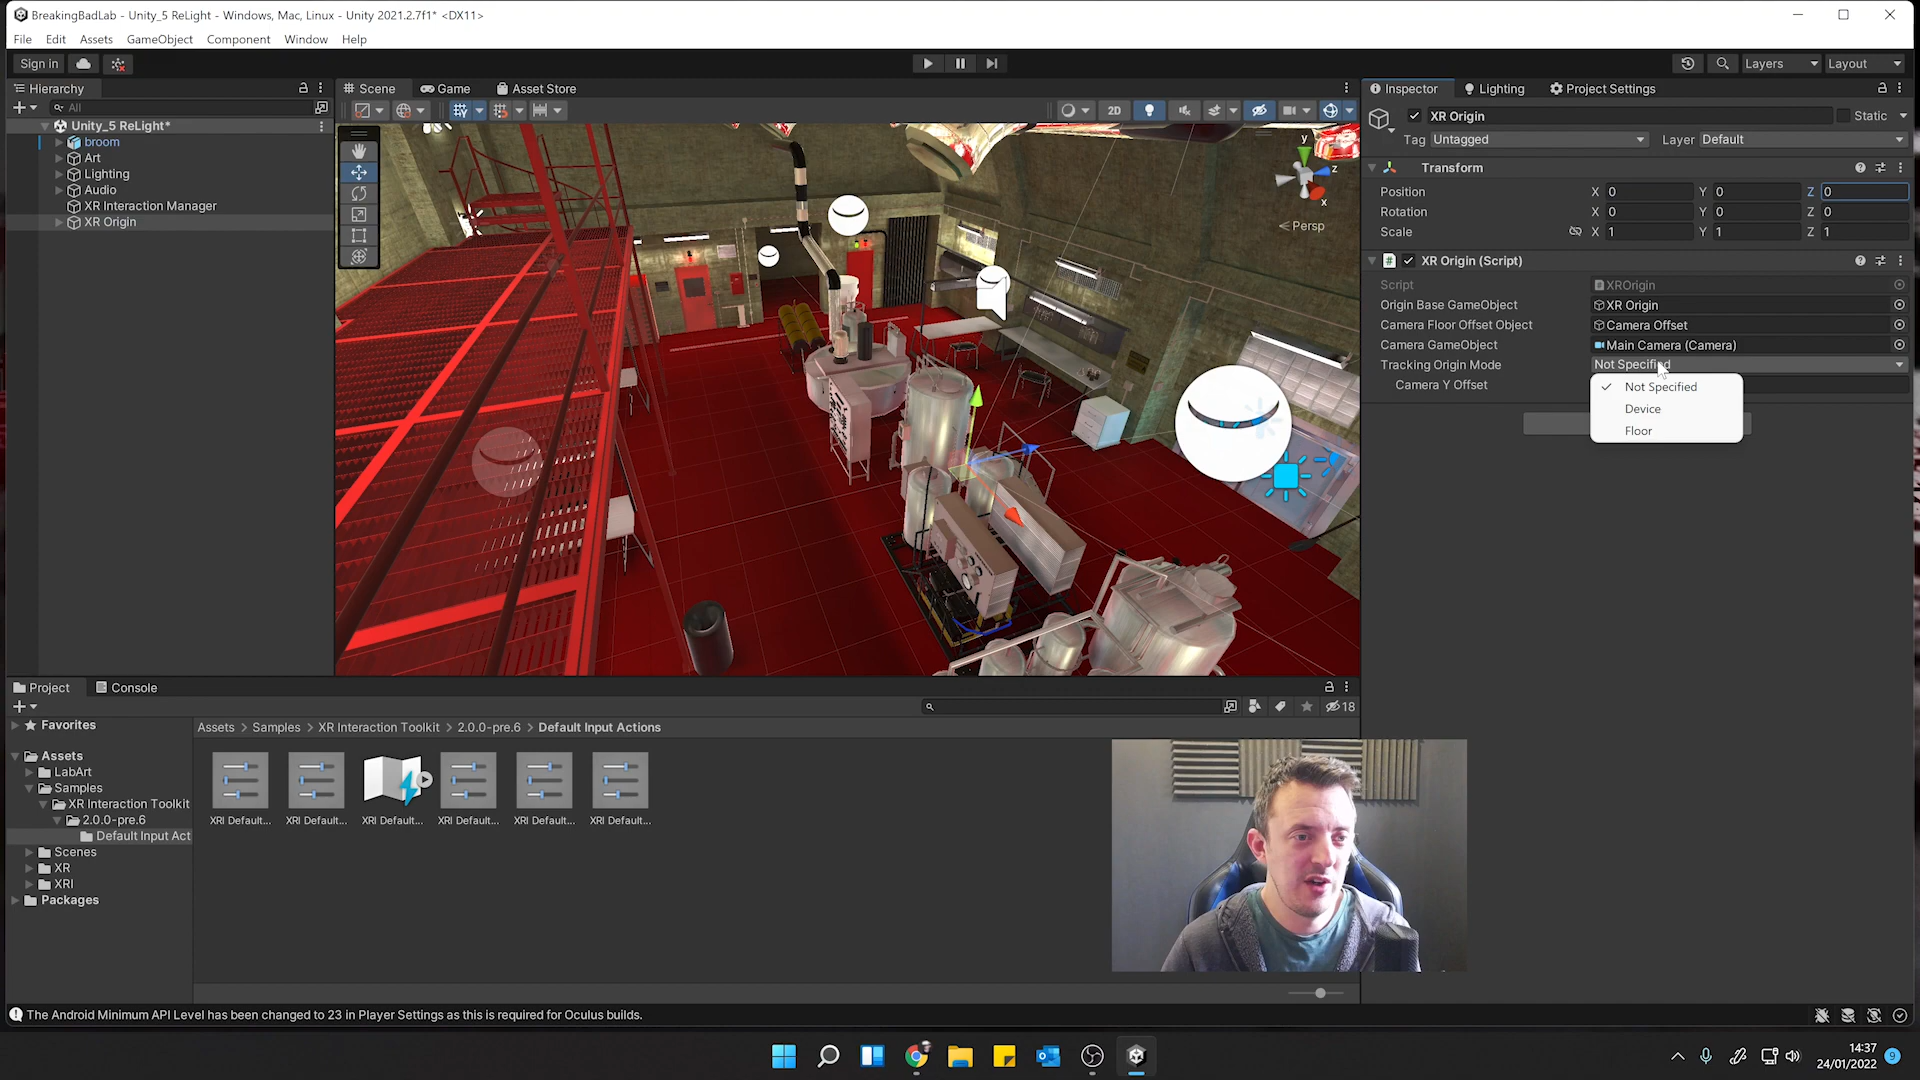 BreakingBadLab - Unity_5 ReLight - Windows, Mac, Linux - Unity 2021.2.7f1* <DX11>
File Edit Assets GameObject Component Window Help
Sign in
Layers
Layout
Hierarchy
All
Unity_5 ReLight*
broom
Art
Lighting
Audio
XR Interaction Manager
XR Origin
Scene
Game
Asset Store
2D
y
z
x
Persp
Inspector
Lighting
Project Settings
XR Origin
Static
Tag Untagged
Layer Default
Transform
Position X 0 Y 0 Z 0
Rotation X 0 Y 0 Z 0
Scale X 1 Y 1 Z 1
XR Origin (Script)
Script XROrigin
Origin Base GameObject XR Origin
Camera Floor Offset Object Camera Offset
Camera GameObject Main Camera (Camera)
Tracking Origin Mode Not Specified
Camera Y Offset
Not Specified
Device
Floor
Project
Console
18
Favorites
Assets
LabArt
Samples
XR Interaction Toolkit
2.0.0-pre.6
Default Input Act
Scenes
XR
XRI
Packages
Assets > Samples > XR Interaction Toolkit > 2.0.0-pre.6 > Default Input Actions
XRI Default...
XRI Default...
XRI Default...
XRI Default...
XRI Default...
XRI Default...
The Android Minimum API Level has been changed to 23 in Player Settings as this is required for Oculus builds.
14:37
24/01/2022
9